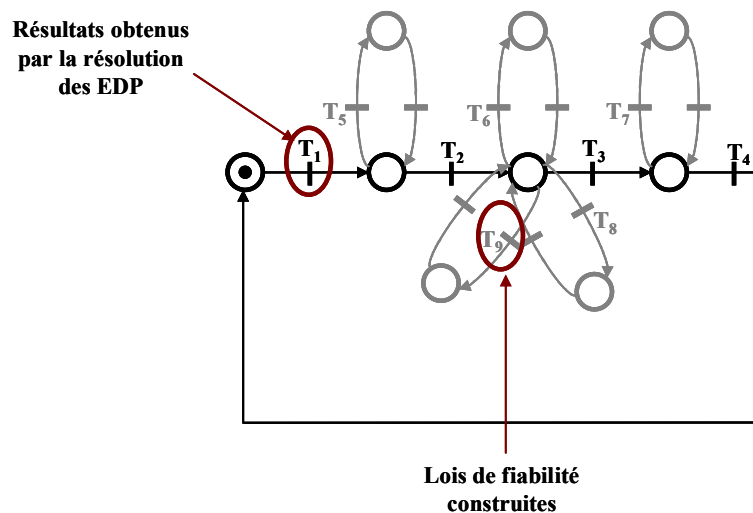 Résultats obtenus
par la résolution
des EDP
T5
T6
T7
T1
T2
T3
T4
T9
T8
Lois de fiabilité
construites